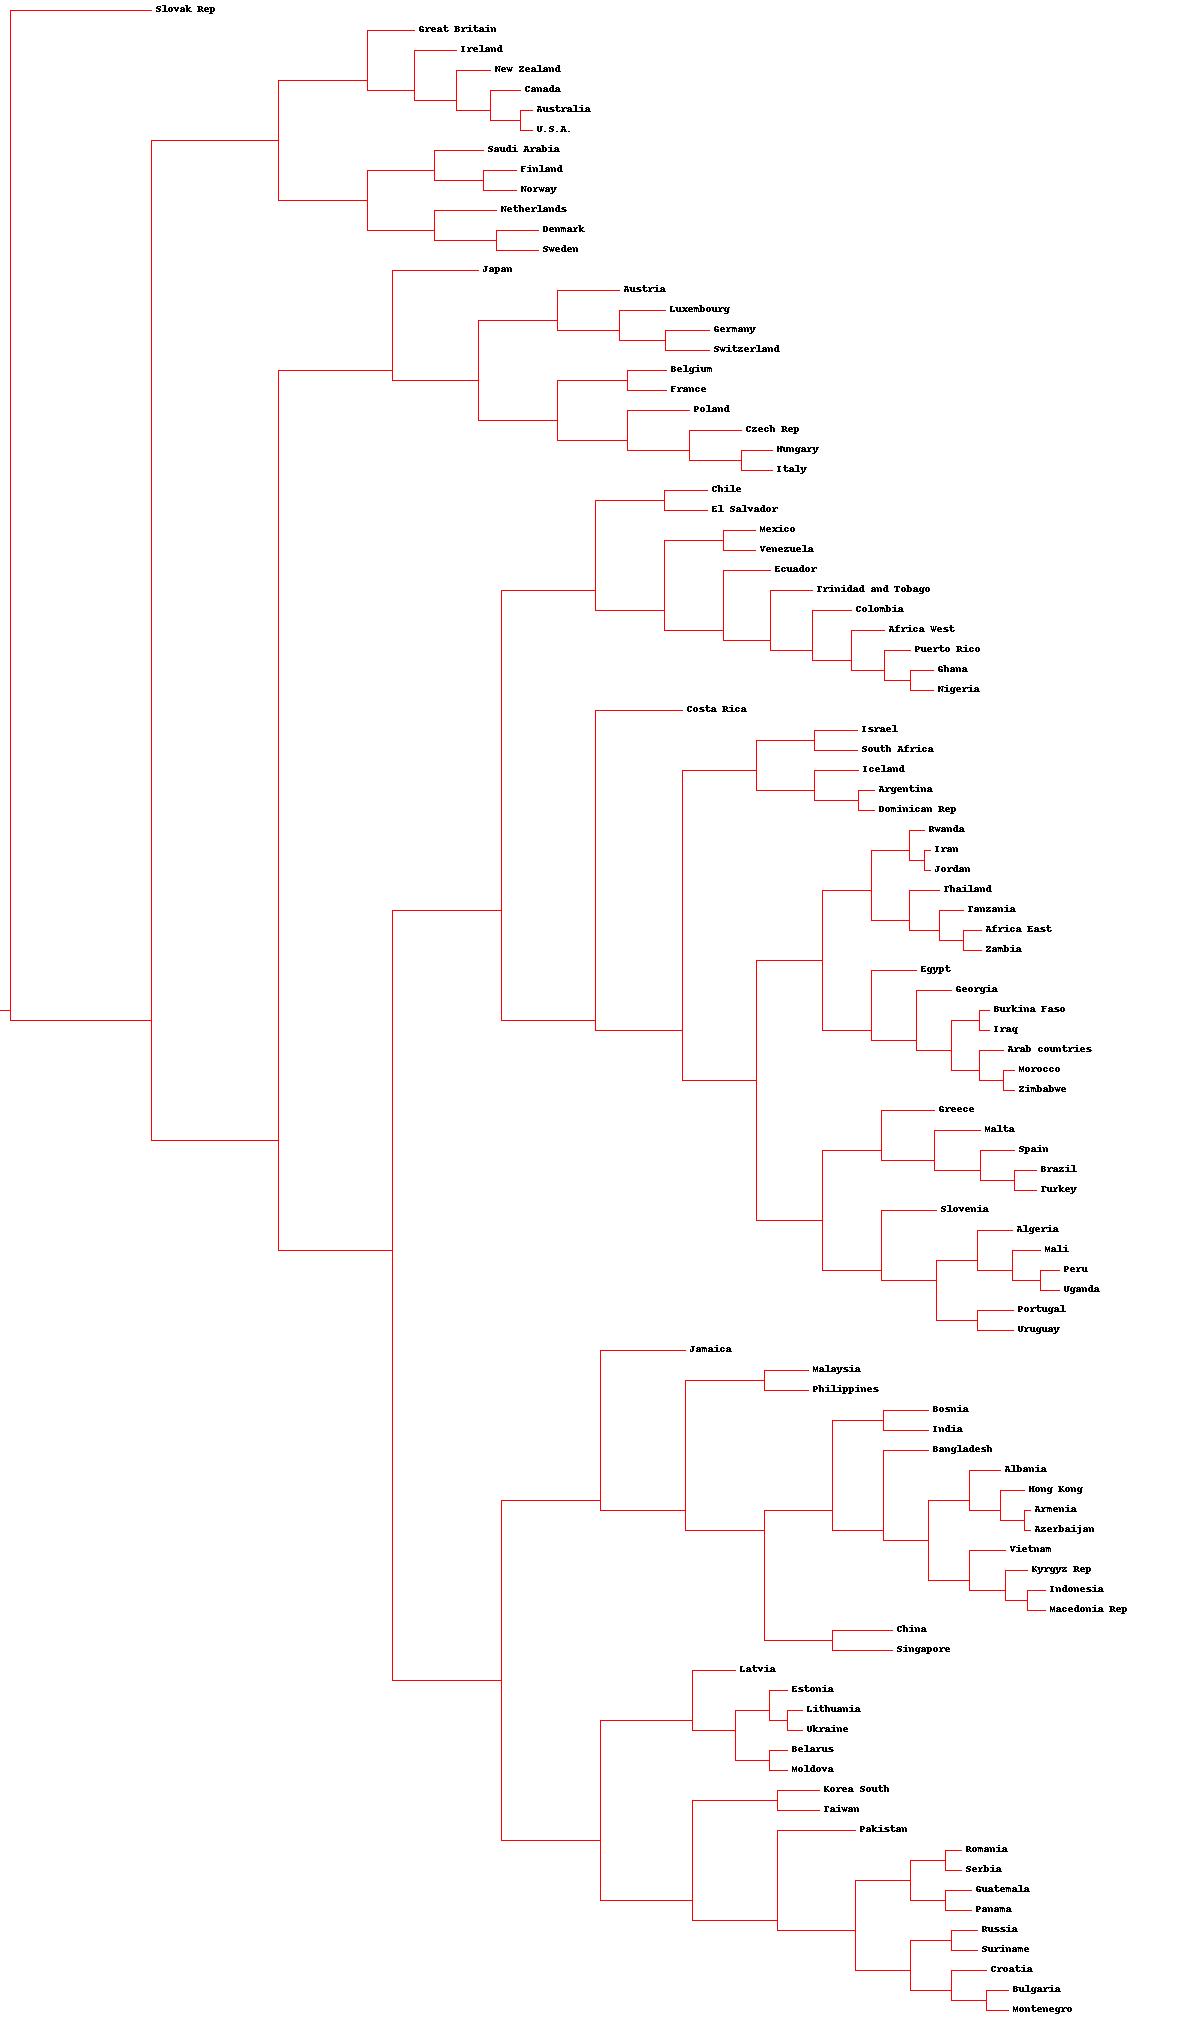 Slovak Rep
Great Britain
Ireland
New Zealand
Canada
Australia
U.S.A.
Saudi Arabia
Finland
Norway
Netherlands
Denmark
Sweden
Japan
Austria
Luxembourg
Germany
Switzerland
Belgium
France
Poland
Czech Rep
Hungary
Italy
Chile
El Salvador
Mexico
Venezuela
Ecuador
Trinidad and Tobago
Colombia
Africa West
Puerto Rico
Ghana
Nigeria
Costa Rica
Israel
South Africa
Iceland
Argentina
Dominican Rep
Rwanda
Iran
Jordan
Thailand
Tanzania
Africa East
Zambia
Egypt
Georgia
Burkina Faso
Iraq
Arab countries
Morocco
Zimbabwe
Greece
Malta
Spain
Brazil
Turkey
Slovenia
Algeria
Mali
Peru
Uganda
Portugal
Uruguay
Jamaica
Malaysia
Philippines
Bosnia
India
Bangladesh
Albania
Hong Kong
Armenia
Azerbaijan
Vietnam
Kyrgyz Rep
Indonesia
Macedonia Rep
China
Singapore
Latvia
Estonia
Lithuania
Ukraine
Belarus
Moldova
Korea South
Taiwan
Pakistan
Romania
Serbia
Guatemala
Panama
Russia
Suriname
Croatia
Bulgaria
Montenegro